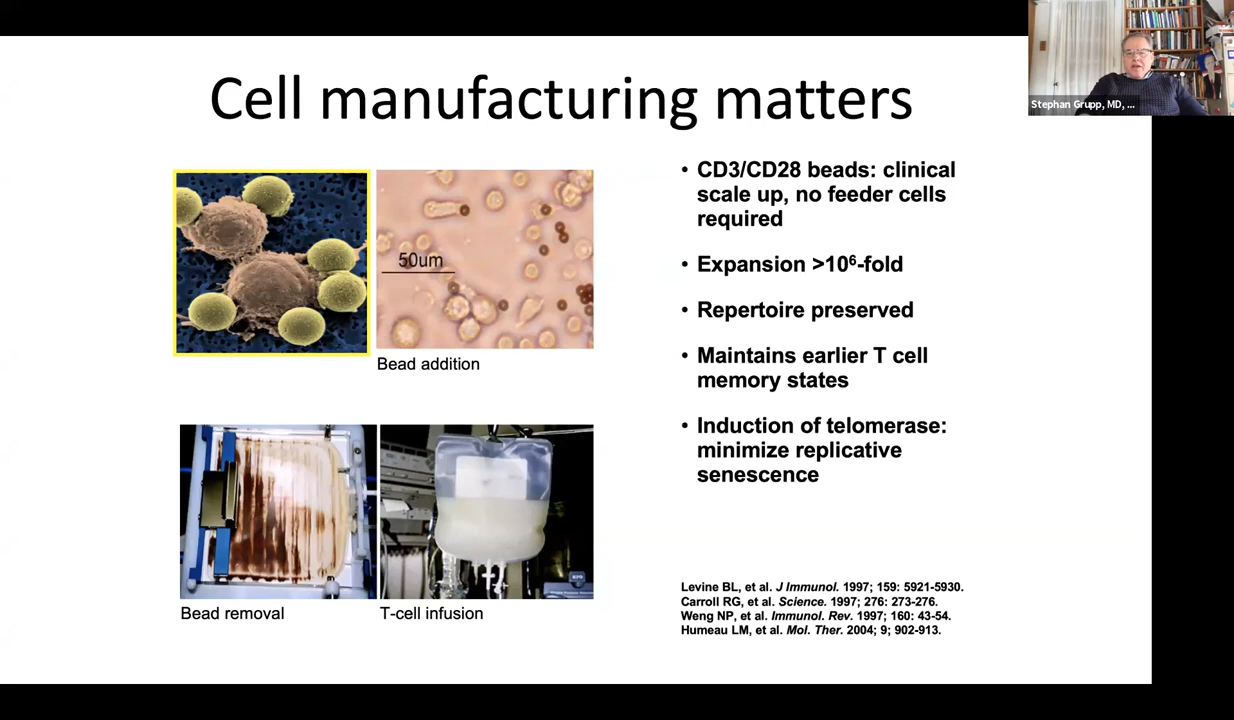 Stephan Grupp, MD, ...
Cell manufacturing matters
50um
Bead addition
Bead removal
T-cell infusion
• CD3/CD28 beads: clinical
scale up, no feeder cells
required
• Expansion >10⁶-fold
• Repertoire preserved
• Maintains earlier T cell
memory states
• Induction of telomerase:
minimize replicative
senescence
Levine BL, et al. J Immunol. 1997; 159: 5921-5930.
Carroll RG, et al. Science. 1997; 276: 273-276.
Weng NP, et al. Immunol. Rev. 1997; 160: 43-54.
Humeau LM, et al. Mol. Ther. 2004; 9; 902-913.